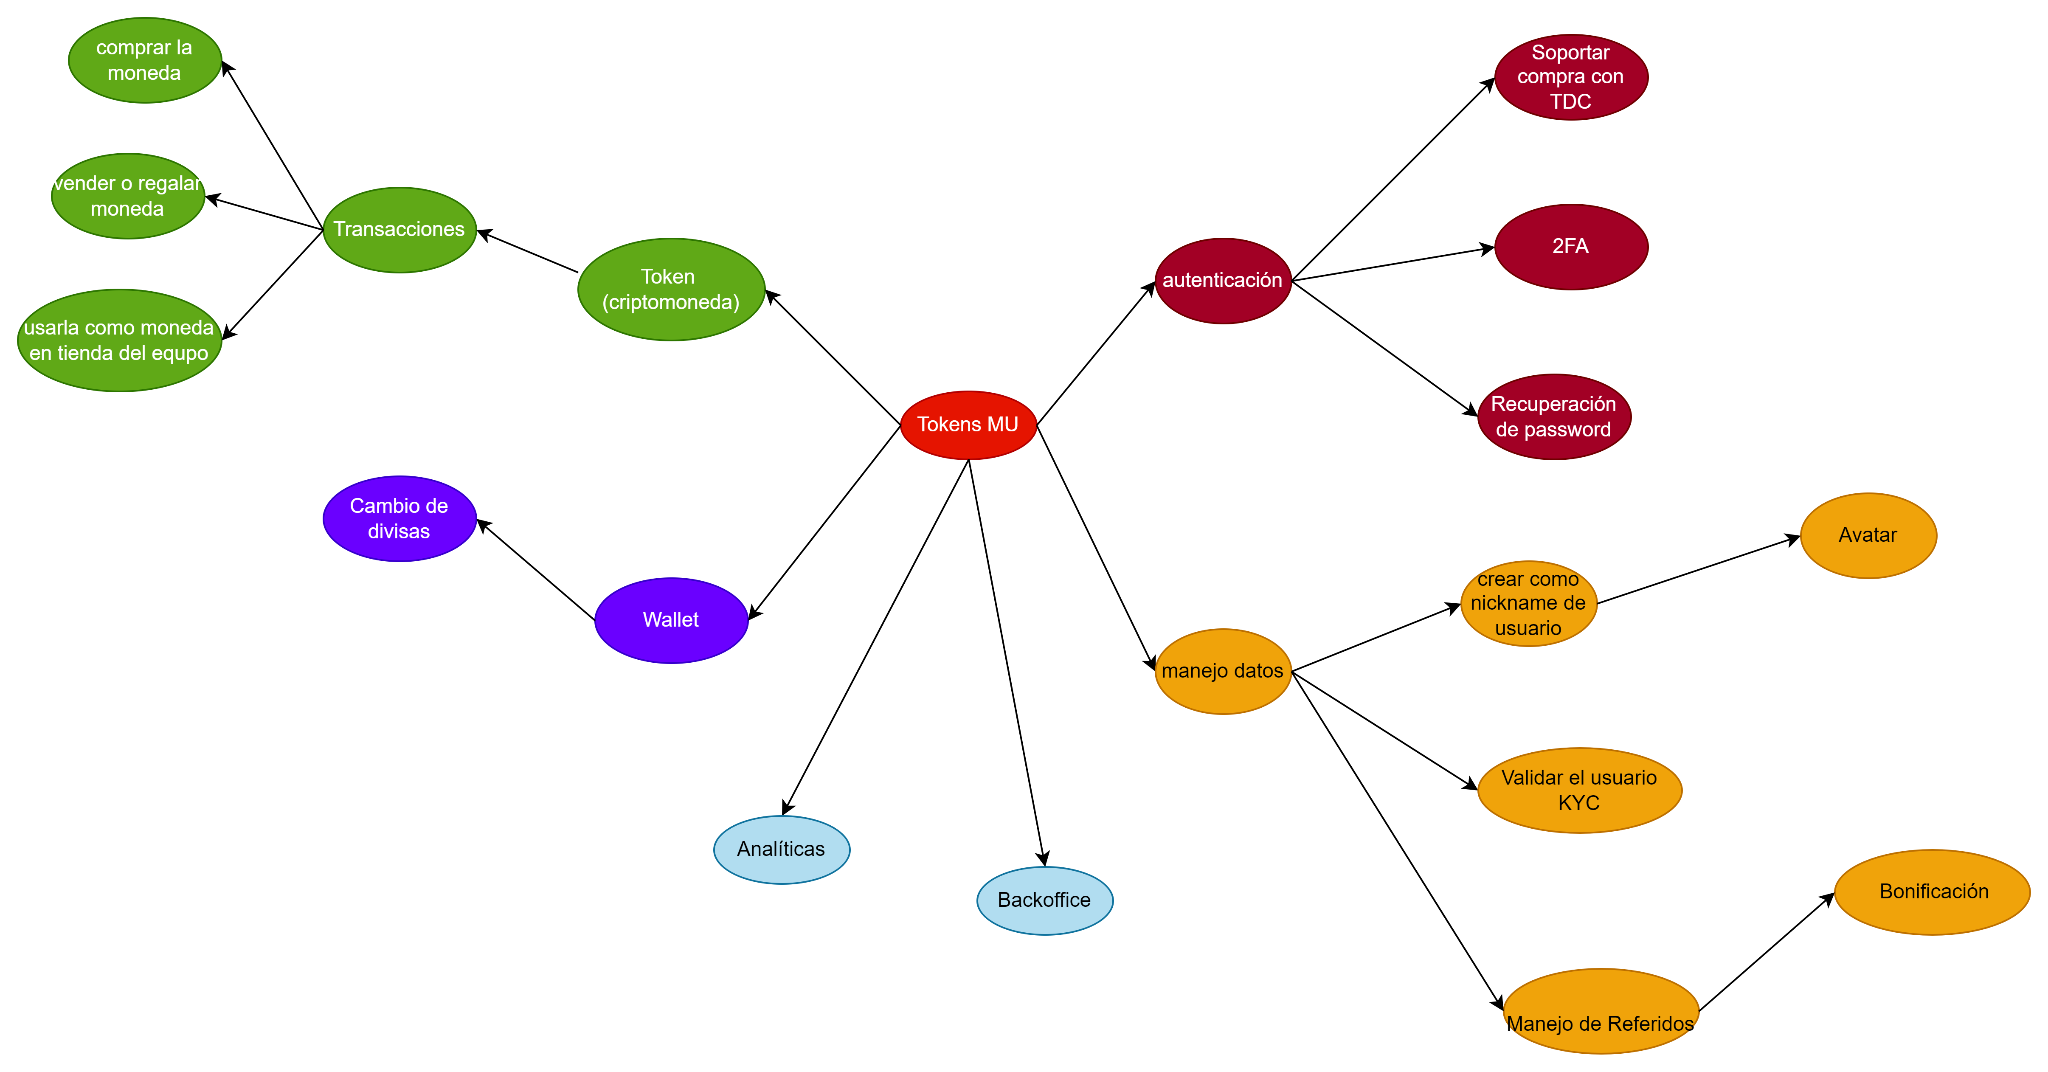 comprar la
moneda
vender o regalar
moneda
usarla como moneda
en tienda del equpo
Transacciones
Token
(criptomoneda)
Tokens MU
Cambio de
divisas
Wallet
Analíticas
Backoffice
autenticación
Soportar
compra con
TDC
2FA
Recuperación
de password
manejo datos
crear como
nickname de
usuario
Avatar
Validar el usuario
KYC
Manejo de Referidos
Bonificación